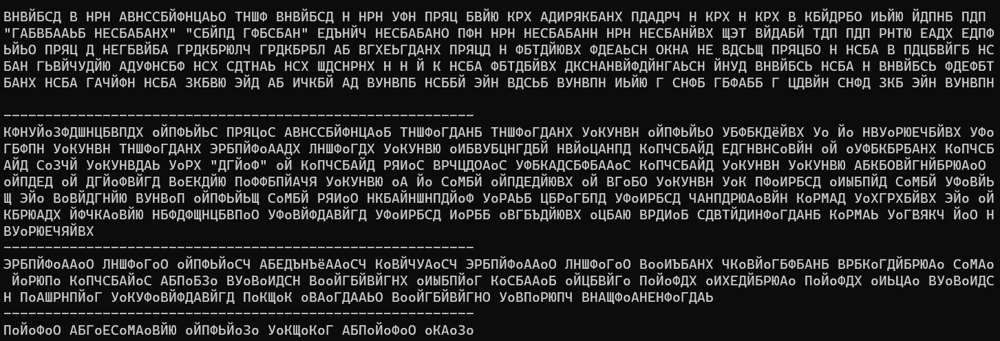 ВНВЙБСД В НРН АВНССБЙФНЦАЬО ТНШФ ВНВЙБСД Н НРН УФН ПРЯЦ БВЙЮ КРХ АДИРЯКБАНХ ПДАДРЧ Н КРХ Н КРХ В КБЙДРБО ИЬЙЮ ЙДПНБ ПДП
"ГАБВБААЬБ НЕСБАБАНХ" "СБЙПД ГФБСБАН" ЕДЪНЙЧ НЕСБАБАНО ПФН НРН НЕСБАБАНН НРН НЕСБАНЙВХ ЩЭТ ВЙДАБЙ ТДП ПДП РНТЮ ЕАДХ ЕДПФ
ЬЙЬО ПРЯЦ Д НЕГБВЙБА ГРДКБРЮЛЧ ГРДКБРБЛ АБ ВГХЕЬГДАНХ ПРЯЦД Н ФБТДЙЮВХ ФДЕАЬСН ОКНА НЕ ВДСЬЩ ПРЯЦБО Н НСБА В ПДЦБВЙГБ НС
БАН ГЬВЙЧУДЙЮ АДУФНСБФ НСХ СДТНАЬ НСХ ШДСНРНХ Н Н Й К НСБА ФБТДБЙВХ ДКСНАНВЙФДЙНГАЬСН ЙНУД ВНВЙБСЬ НСБА Н ВНВЙБСЬ ФДЕФБТ
БАНХ НСБА ГАЧЙФН НСБА ЗКБВЮ ЭЙД АБ ИЧКБЙ АД ВУНВПБ НСББЙ ЭЙН ВДСЬБ ВУНВПН ИЬЙЮ Г СНФБ ГБФАББ Г ЦДВЙН СНФД ЗКБ ЭЙН ВУНВПН
---------------------------------------------------------
КФНУЙоЗФДШНЦБВПДХ оЙПФЬЙЬС ПРЯЦоС АВНССБЙФНЦАоБ ТНШФоГДАНБ ТНШФоГДАНХ УоКУНВН оЙПФЬЙЬО УБФБКДёЙВХ Уо Йо НВУоРЮЕЧБЙВХ УФо
ГБФПН УоКУНВН ТНШФоГДАНХ ЭРБПЙФоААДХ ЛНШФоГДХ УоКУНВЮ оИБВУБЦНГДБЙ НВЙоЦАНПД КоПЧСБАЙД ЕДГНВНСоВЙН оЙ оУФБКБРБАНХ КоПЧСБ
АЙД СоЗЧЙ УоКУНВДАЬ УоРХ "ДГЙоФ" оЙ КоПЧСБАЙД РЯИоС ВРЧЦДОАоС УФБКАДСБФБААоС КоПЧСБАЙД УоКУНВН УоКУНВЮ АБКБОВЙГНЙБРЮАоО
оЙПДЕД оЙ ДГЙоФВЙГД ВоЕКДЙЮ ПоФФБПЙАЧЯ УоКУНВЮ оА Йо СоМБЙ оЙПДЕДЙЮВХ оЙ ВГоБО УоКУНВН УоК ПФоИРБСД оИЫБПЙД СоМБЙ УФоВЙЬ
Щ ЭЙо ВоВЙДГНЙЮ ВУНВоП оЙПФЬЙЬЩ СоМБЙ РЯИоО НКБАЙНШНПДЙоФ УоРАЬБ ЦБРоГБПД УФоИРБСД ЧАНПДРЮАоВЙН КоРМАД УоХГРХБЙВХ ЭЙо оЙ
КБРЮАДХ ЙФЧКАоВЙЮ НБФДФЩНЦБВПоО УФоВЙФДАВЙГД УФоИРБСД ИоРББ оВГБЪДЙЮВХ оЦБАЮ ВРДИоБ СДВТЙДИНФоГДАНБ КоРМАЬ УоГВЯКЧ ЙоО Н
ВУоРЮЕЧЯЙВХ
---------------------------------------------------------
ЭРБПЙФоААоО ЛНШФоГоО оЙПФЬЙоСЧ АБЕДЪНЪёААоСЧ КоВЙЧУАоСЧ ЭРБПЙФоААоО ЛНШФоГоО ВооИЪБАНХ ЧКоВЙоГБФБАНБ ВРБКоГДЙБРЮАо СоМАо
ЙоРЮПо КоПЧСБАЙоС АБПоБЗо ВУоВоИДСН ВооЙГБЙВЙГНХ оИЫБПЙоГ КоСБААоБ оЙЦБВЙГо ПоЙоФДХ оИХЕДЙБРЮАо ПоЙоФДХ оИЬЦАо ВУоВоИДС
Н ПоАШРНПЙоГ УоКУФоВЙФДАВЙГД ПоКЩоК оВАоГДААЬО ВооЙГБЙВЙГНО УоВПоРЮПЧ ВНАЩФоАНЕНФоГДАЬ
---------------------------------------------------------
ПоЙоФоО АБГоЕСоМАоВЙЮ оЙПФЬЙоЗо УоКЩоКоГ АБПоЙоФоО оКАоЗо